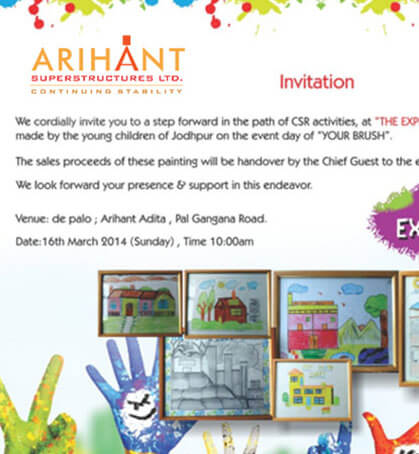 ARIHANT
SUPERSTRUCTURES LTD.
CONTINUING STABILITY
Invitation
We cordially invite you to a step forward in the path of CSR activities, at "THE EXP
made by the young children of Jodhpur on the event day of "YOUR BRUSH".
The sales proceeds of these painting will be handover by the Chief Guest to the e
We look forward your presence & support in this endeavor.
Venue: de palo ; Arihant Adita , Pal Gangana Road.
Date:16th March 2014 (Sunday) , Time 10:00am
EX